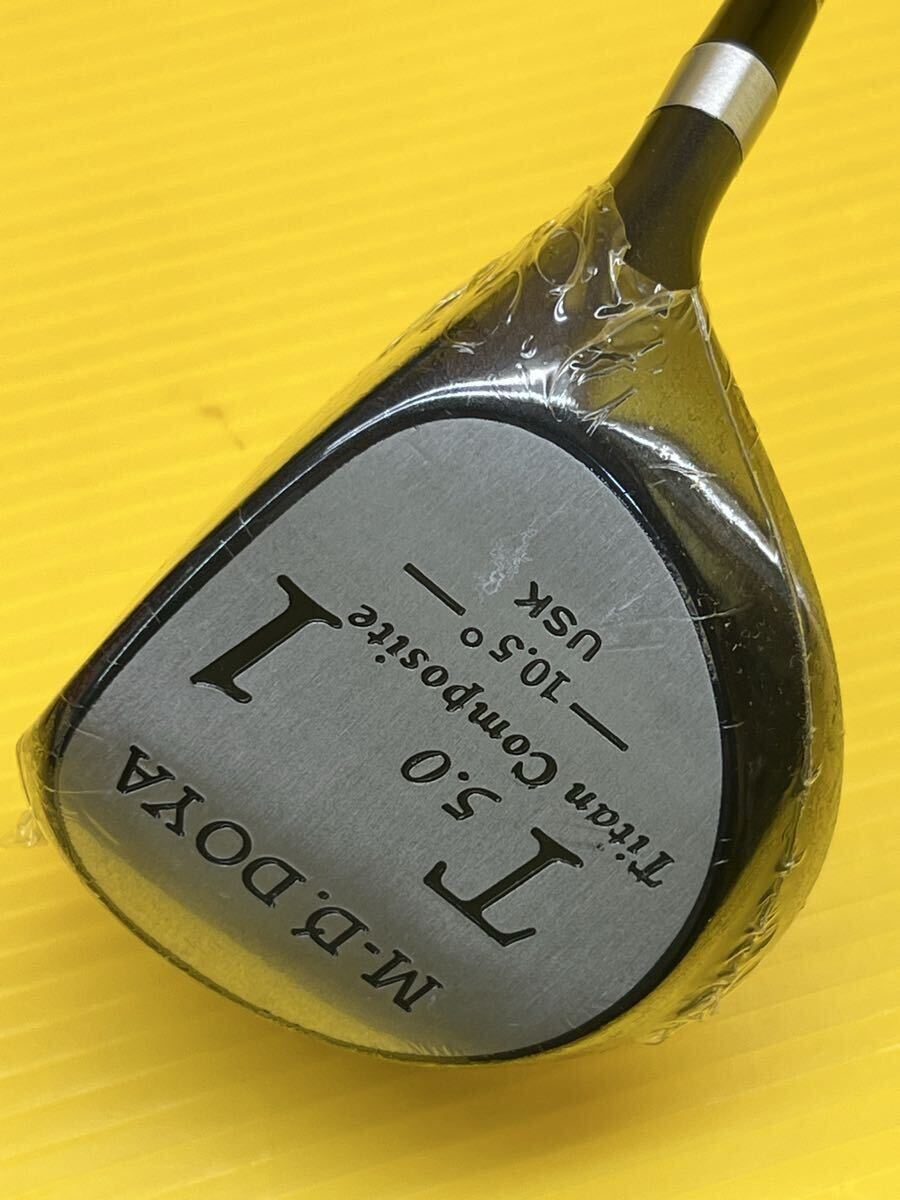 M-B.DOYA
T 5.0 1
Titan Composite
— 10.5° —
USK